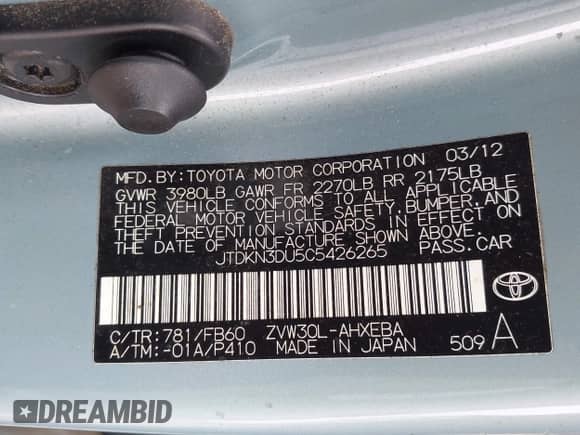 MFD. BY: TOYOTA MOTOR CORPORATION 03/12
GVWR 3980LB GAWR FR 2270LB RR 2175LB
THIS VEHICLE CONFORMS TO ALL APPLICABLE
FEDERAL MOTOR VEHICLE SAFETY, BUMPER, AND
THEFT PREVENTION STANDARDS IN EFFECT ON
THE DATE OF MANUFACTURE SHOWN ABOVE.
JTDKN3DU5C5426265 PASS. CAR
C/TR: 781/FB60 ZVW30L-AHXEBA
A/TM: -01A/P410 MADE IN JAPAN 509 A
DREAMBID